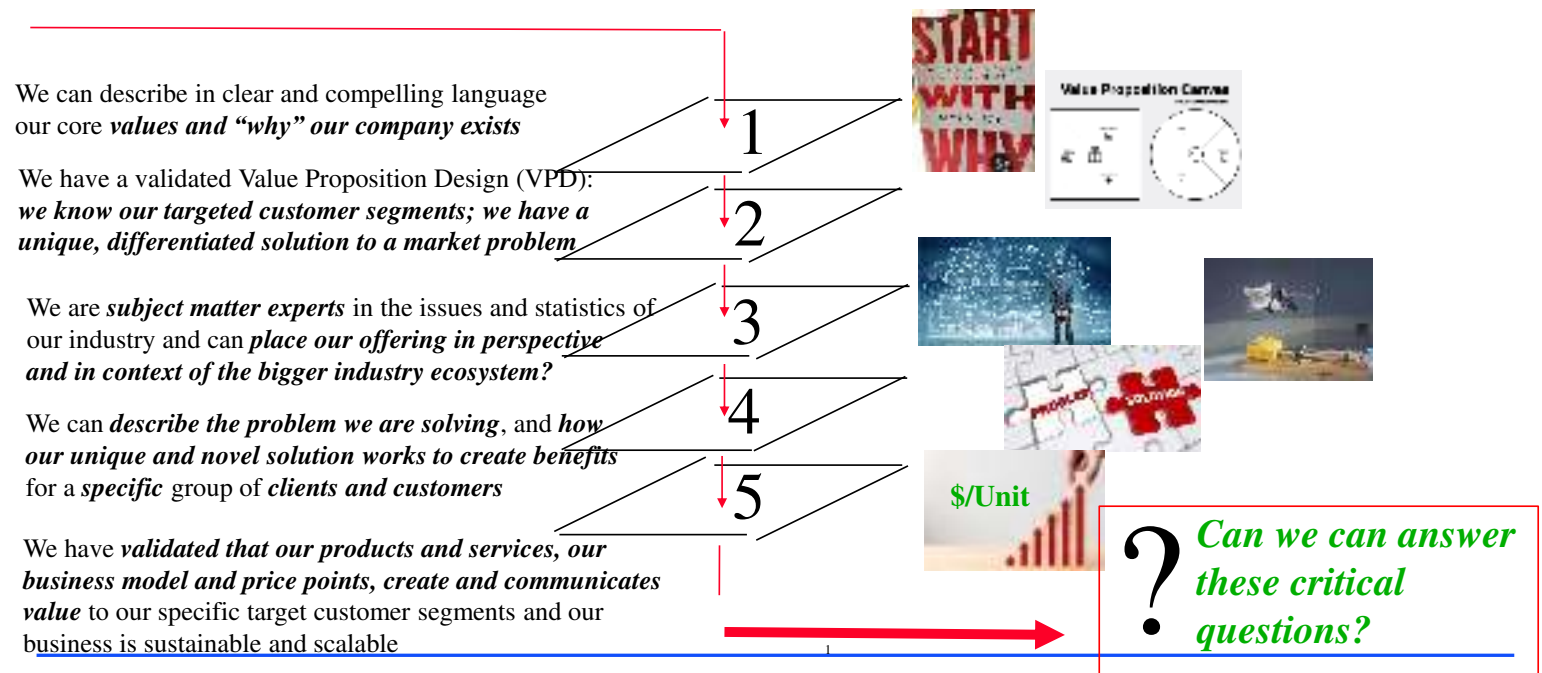 We can describe in clear and compelling language
our core values and “why” our company exists
We have a validated Value Proposition Design (VPD):
we know our targeted customer segments; we have a
unique, differentiated solution to a market problem
We are subject matter experts in the issues and statistics of
our industry and can place our offering in perspective
and in context of the bigger industry ecosystem?
We can describe the problem we are solving, and how
our unique and novel solution works to create benefits
for a specific group of clients and customers
We have validated that our products and services, our
business model and price points, create and communicates
value to our specific target customer segments and our
business is sustainable and scalable
1
2
3
4
5
START
WITH
WHY
Value Proposition Canvas
PROBLEM
SOLUTION
$/Unit
?
Can we can answer
these critical
questions?
1